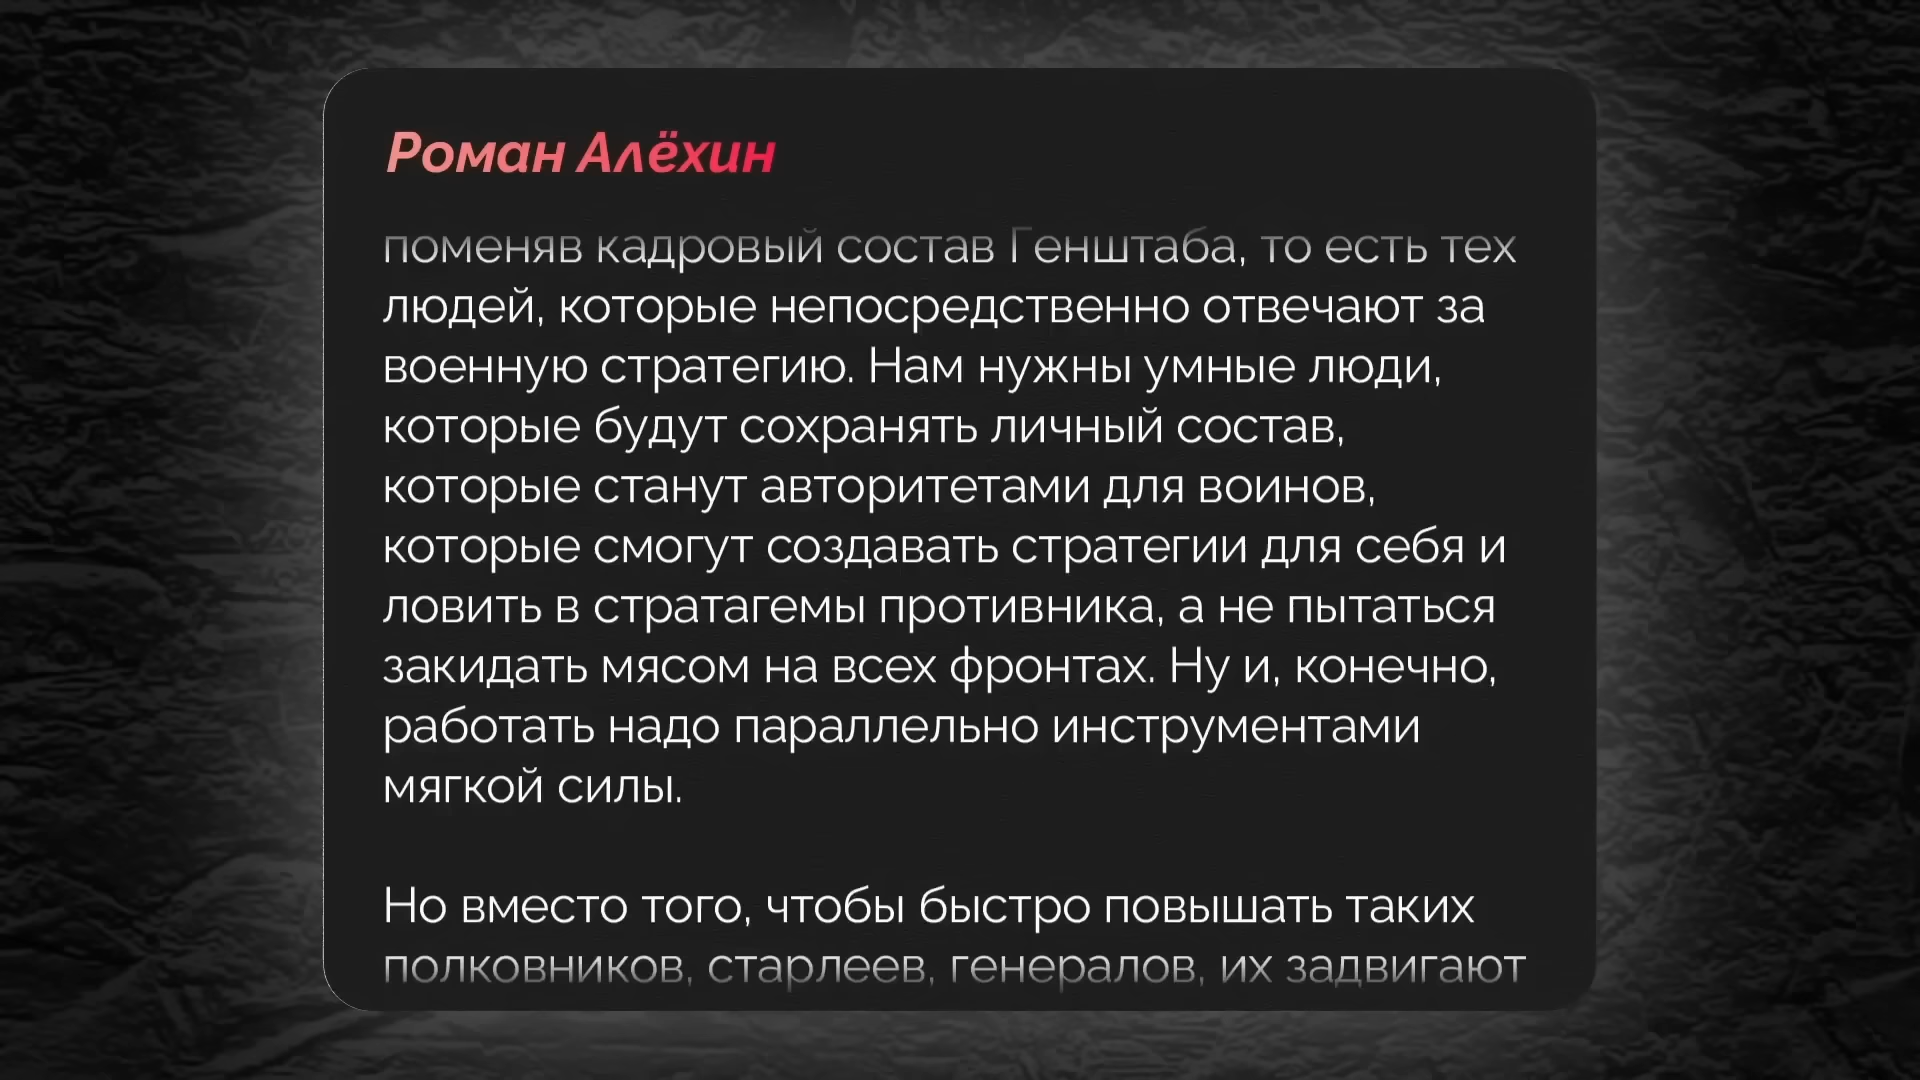 Роман Алёхин
поменяв кадровый состав Генштаба, то есть тех
людей, которые непосредственно отвечают за
военную стратегию. Нам нужны умные люди,
которые будут сохранять личный состав,
которые станут авторитетами для воинов,
которые смогут создавать стратегии для себя и
ловить в стратагемы противника, а не пытаться
закидать мясом на всех фронтах. Ну и, конечно,
работать надо параллельно инструментами
мягкой силы.
Но вместо того, чтобы быстро повышать таких
полковников, старлеев, генералов, их задвигают